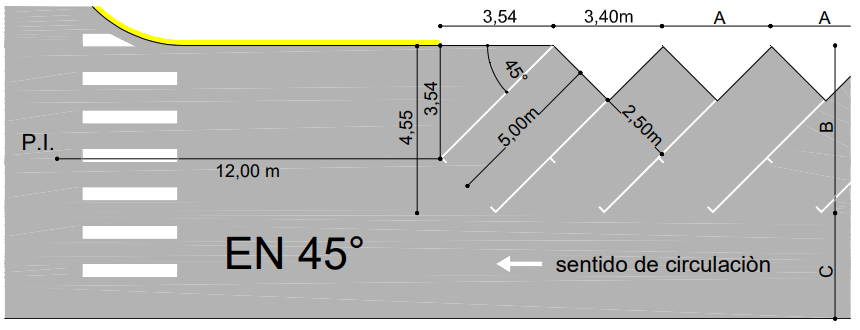 3,54
3,40m
A
A
45°
3,54
4,55
5,00m
2,50m
B
P.I.
12,00 m
EN 45°
sentido de circulaciòn
C